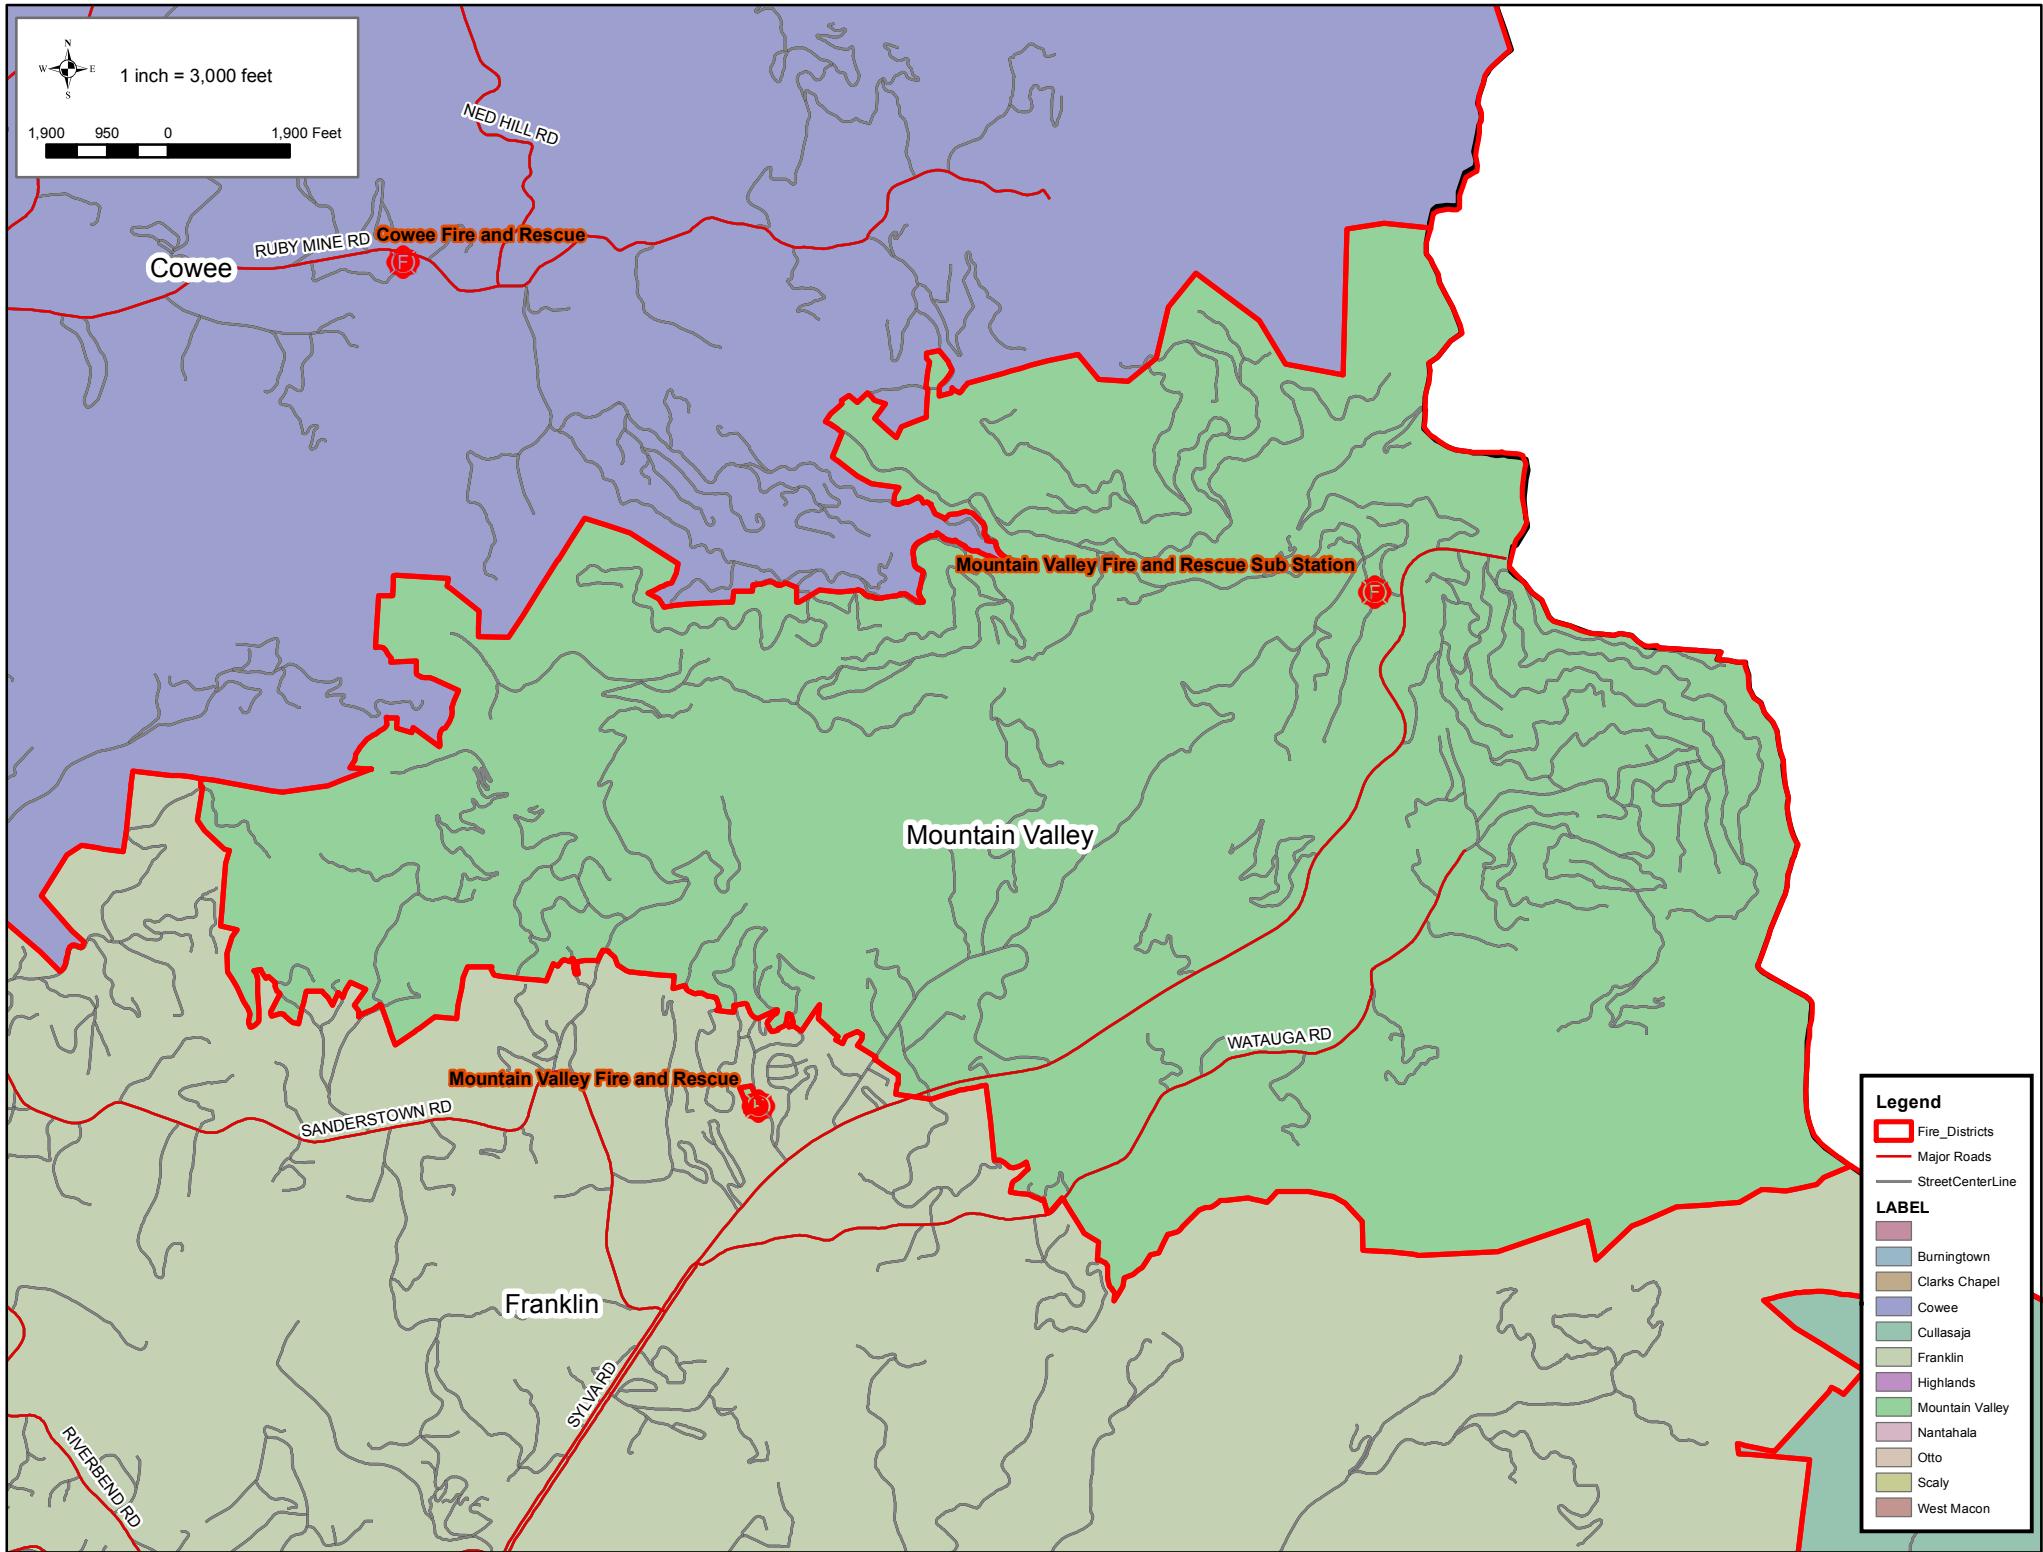 N
W E
S
1 inch = 3,000 feet
1,900 950 0 1,900 Feet
NED HILL RD
RUBY MINE RD
Cowee Fire and Rescue
F
Cowee
Mountain Valley Fire and Rescue Sub Station
F
Mountain Valley
WATAUGA RD
Mountain Valley Fire and Rescue
F
SANDERSTOWN RD
Franklin
SYLVA RD
RIVERBEND RD
Legend
Fire_Districts
Major Roads
StreetCenterLine
LABEL
Burningtown
Clarks Chapel
Cowee
Cullasaja
Franklin
Highlands
Mountain Valley
Nantahala
Otto
Scaly
West Macon